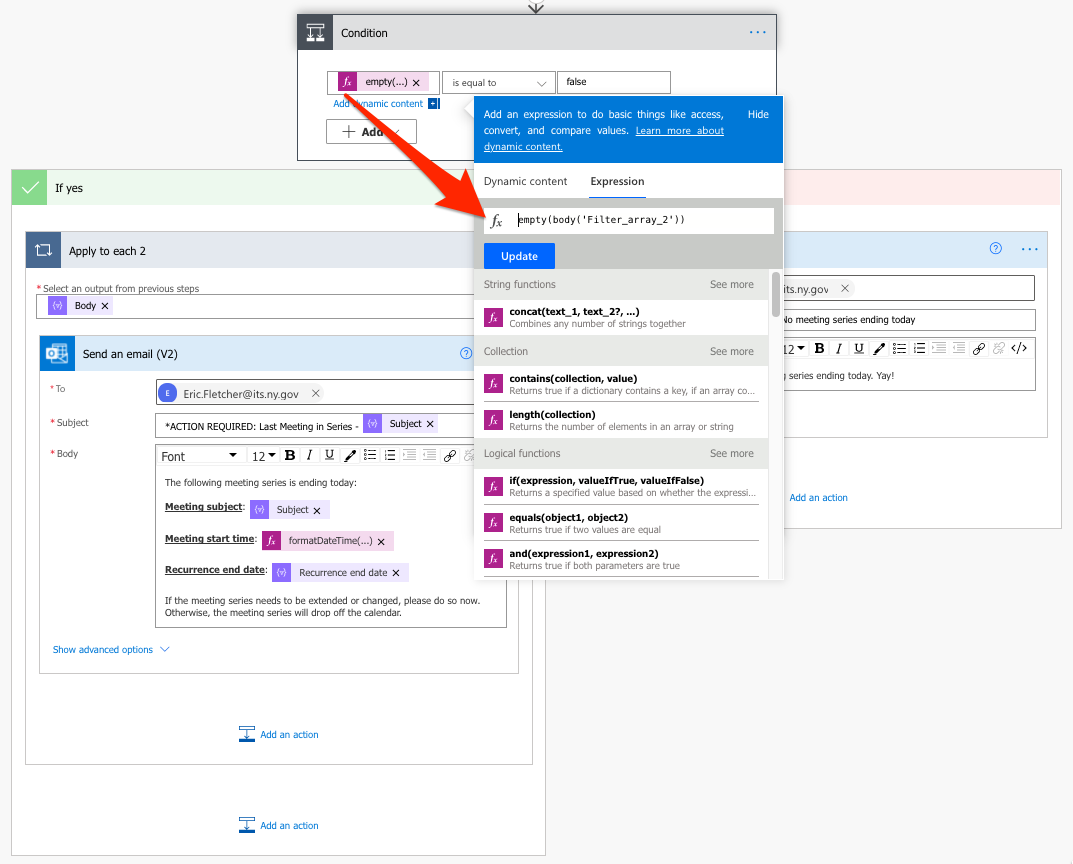 Condition
...
fx empty(...) ×
is equal to
false
Add dynamic content +
+ Add
Add an expression to do basic things like access,
convert, and compare values. Learn more about
dynamic content.
Hide
Dynamic content
Expression
fx empty(body('Filter_array_2'))
Update
String functions See more
fx concat(text_1, text_2?, ...)
Combines any number of strings together
Collection See more
fx contains(collection, value)
Returns true if a dictionary contains a key, if an array co...
fx length(collection)
Returns the number of elements in an array or string
Logical functions See more
fx if(expression, valueIfTrue, valueIfFalse)
Returns a specified value based on whether the expressi...
fx equals(object1, object2)
Returns true if two values are equal
fx and(expression1, expression2)
Returns true if both parameters are true
If yes
Apply to each 2
* Select an output from previous steps
Body ×
Send an email (V2)
?
* To
E Eric.Fletcher@its.ny.gov ×
* Subject
*ACTION REQUIRED: Last Meeting in Series - Subject ×
* Body
Font 12 B I U
The following meeting series is ending today:
Meeting subject: Subject ×
Meeting start time: fx formatDateTime(...) ×
Recurrence end date: Recurrence end date ×
If the meeting series needs to be extended or changed, please do so now.
Otherwise, the meeting series will drop off the calendar.
Show advanced options
Add an action
Add an action
? ...
its.ny.gov ×
No meeting series ending today
12 B I U </>
series ending today. Yay!
Add an action